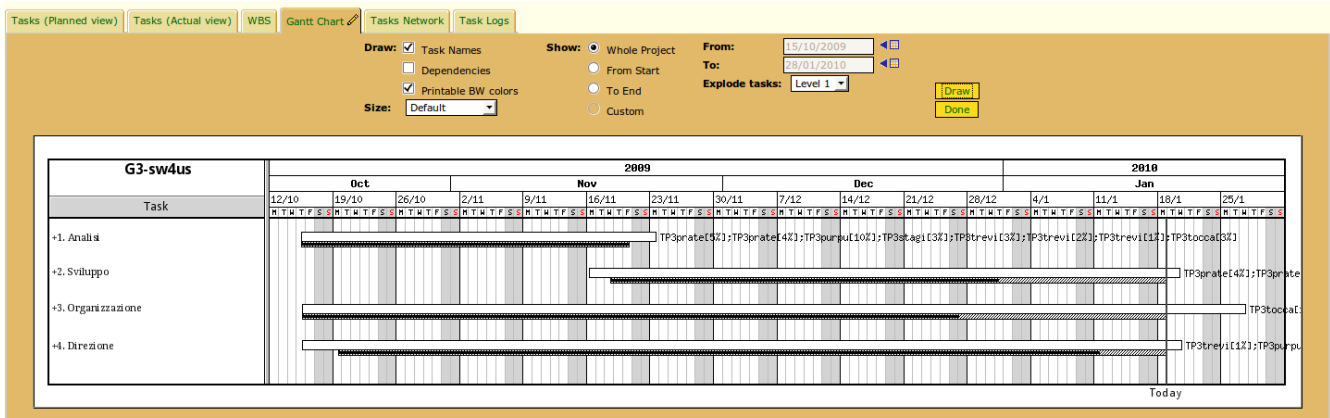 Tasks (Planned view) Tasks (Actual view) WBS Gantt Chart Tasks Network Task Logs
Draw: Task Names Show: Whole Project From: 15/10/2009
Dependencies From Start To: 28/01/2010
Printable BW colors To End Explode tasks: Level 1 Draw
Size: Default Custom Done
G3-sw4us 2009 2010
Oct Nov Dec Jan
Task 12/10 19/10 26/10 2/11 9/11 16/11 23/11 30/11 7/12 14/12 21/12 28/12 4/1 11/1 18/1 25/1
M T W T F S S M T W T F S S M T W T F S S M T W T F S S M T W T F S S M T W T F S S M T W T F S S M T W T F S S M T W T F S S M T W T F S S M T W T F S S M T W T F S S M T W T F S S M T W T F S S M T W T F S S M T W T F S S
+1. Analisi TP3prate[5%];TP3prate[4%];TP3purpu[10%];TP3stagi[3%];TP3trevi[3%];TP3trevi[2%];TP3trevi[1%];TP3tocca[3%]
+2. Sviluppo TP3prate[4%];TP3prate
+3. Organizzazione TP3tocca[
+4. Direzione TP3trevi[1%];TP3purpu
Today